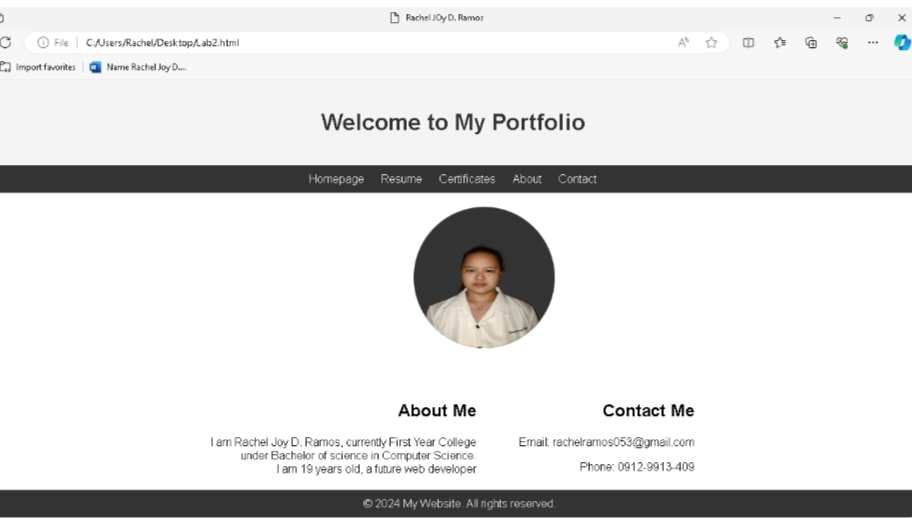 Rachel JOy D. Ramos
File
C:/Users/Rachel/Desktop/Lab2.html
Import favorites
Name Rachel Joy D....
Welcome to My Portfolio
Homepage Resume Certificates About Contact
About Me
I am Rachel Joy D. Ramos, currently First Year College
under Bachelor of science in Computer Science.
I am 19 years old, a future web developer
Contact Me
Email: rachelramos053@gmail.com
Phone: 0912-9913-409
© 2024 My Website. All rights reserved.